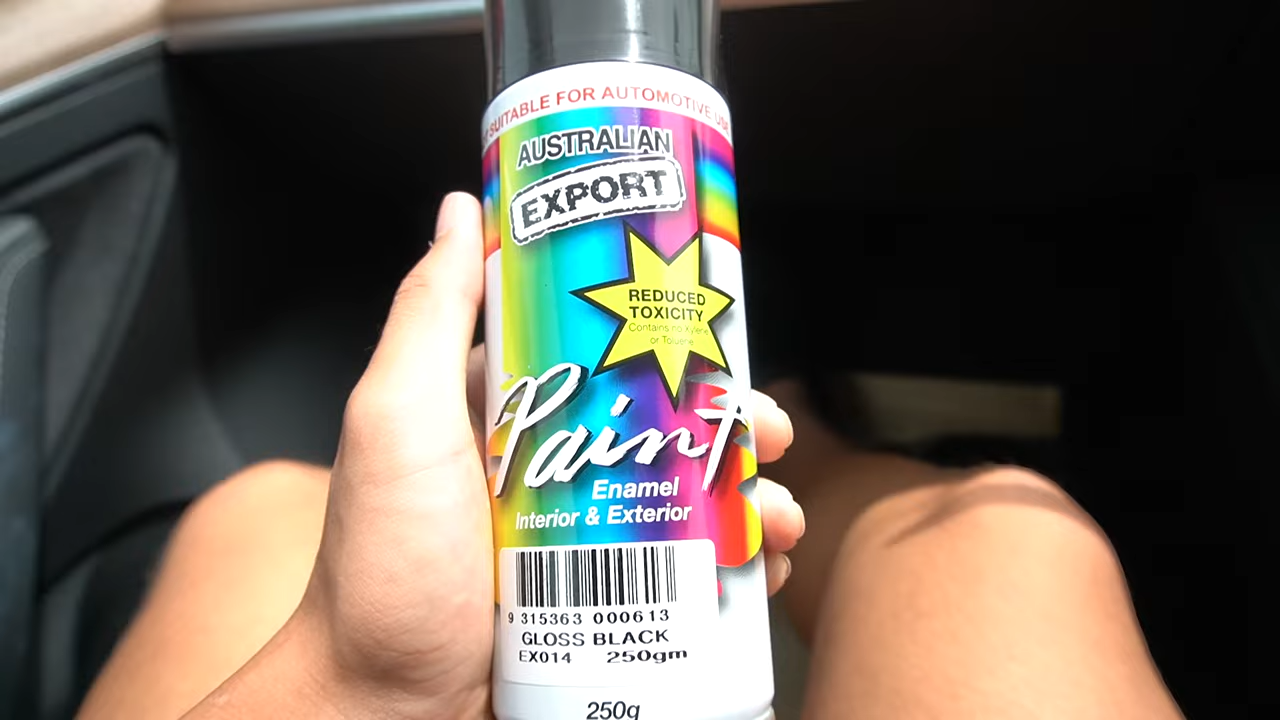 SUITABLE FOR AUTOMOTIVE USE
AUSTRALIAN
EXPORT
REDUCED
TOXICITY
Contains no Xylene
or Toluene
Paint
Enamel
Interior & Exterior
9 315363 000613
GLOSS BLACK
EX014 250gm
250g